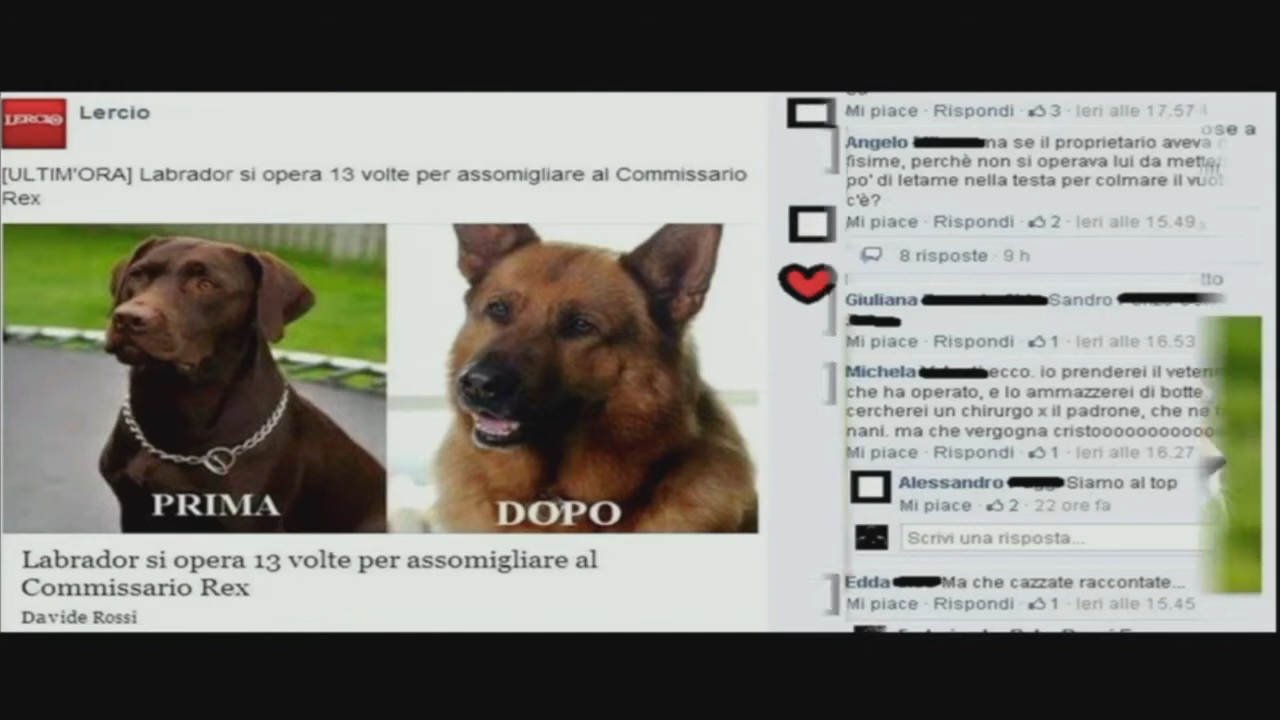 LERCIO
Lercio
[ULTIM'ORA] Labrador si opera 13 volte per assomigliare al Commissario
Rex
PRIMA
DOPO
Labrador si opera 13 volte per assomigliare al
Commissario Rex
Davide Rossi
Mi piace · Rispondi · 3 · Ieri alle 17.57
Angelo ma se il proprietario aveva
fisime, perchè non si operava lui da
po' di letame nella testa per colmare il
c'è?
Mi piace · Rispondi · 2 · Ieri alle 15.49
8 risposte · 9 h
Giuliana Sandro
Mi piace · Rispondi · 1 · Ieri alle 16.53
Michela ecco. io prenderei il
che ha operato, e lo ammazzerei di botte
cercherei un chirurgo x il padrone, che ne
nani. ma che vergogna cristooooooooooo
Mi piace · Rispondi · 1 · Ieri alle 16.27
Alessandro Siamo al top
Mi piace · 2 · 22 ore fa
Scrivi una risposta...
Edda Ma che cazzate raccontate...
Mi piace · Rispondi · 1 · Ieri alle 15.45